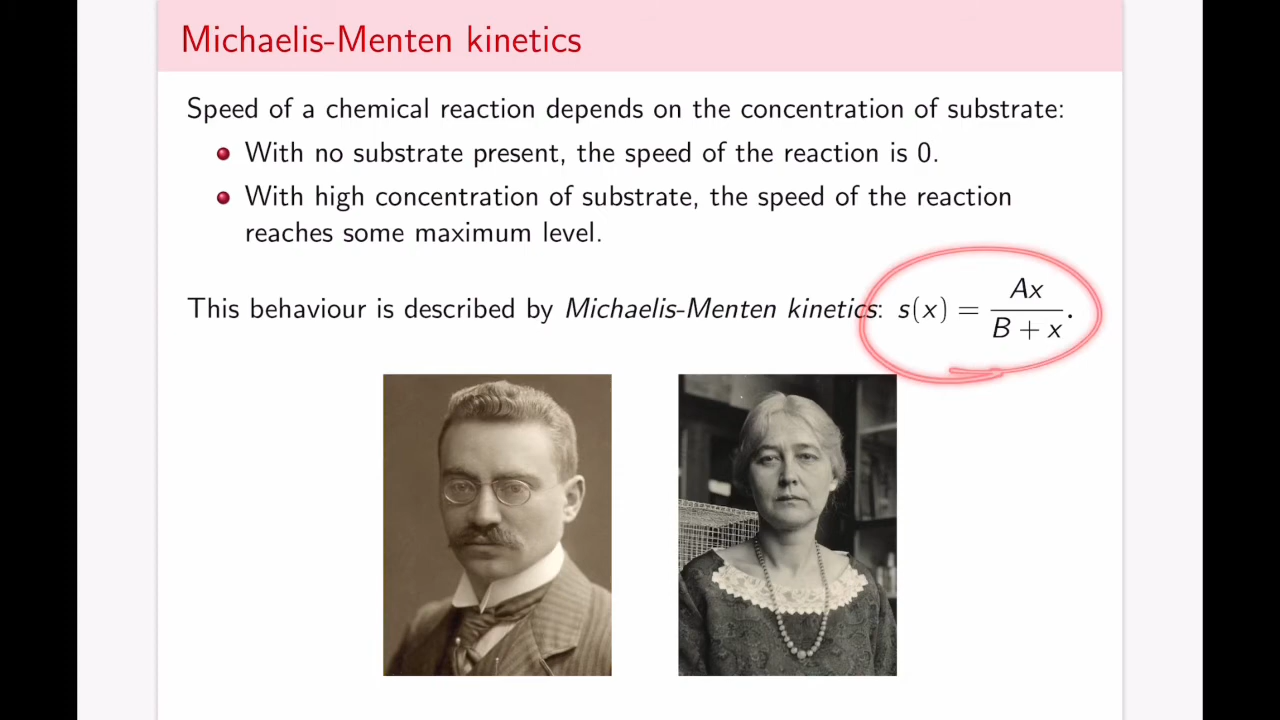 Michaelis-Menten kinetics
Speed of a chemical reaction depends on the concentration of substrate:
With no substrate present, the speed of the reaction is 0.
With high concentration of substrate, the speed of the reaction
reaches some maximum level.
This behaviour is described by Michaelis-Menten kinetics: s(x) = Ax / B + x.